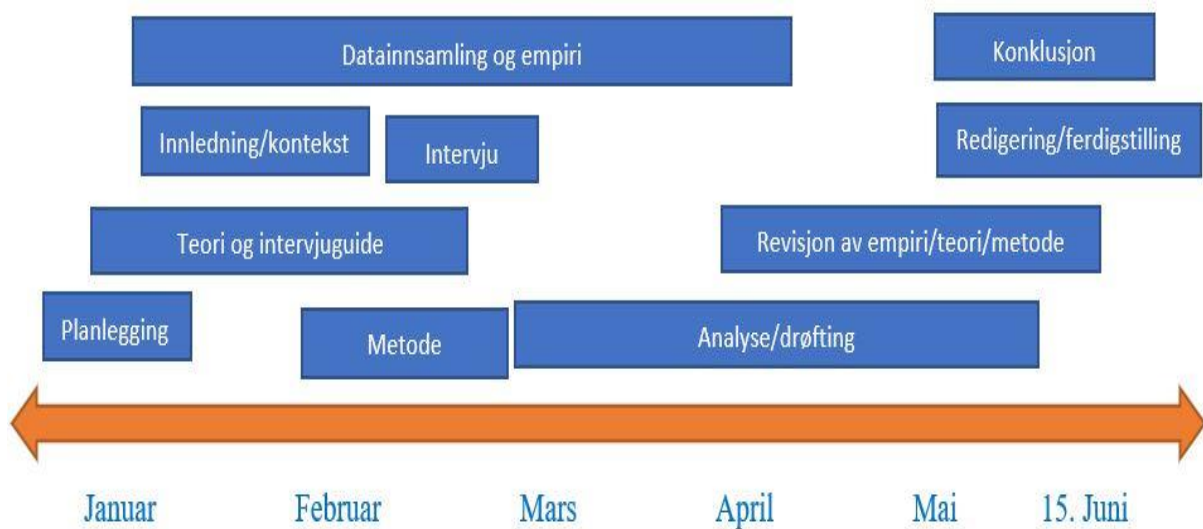 Datainnsamling og empiri
Konklusjon
Innledning/kontekst
Intervju
Redigering/ferdigstilling
Teori og intervjuguide
Revisjon av empiri/teori/metode
Planlegging
Metode
Analyse/drøfting
Januar
Februar
Mars
April
Mai
15. Juni